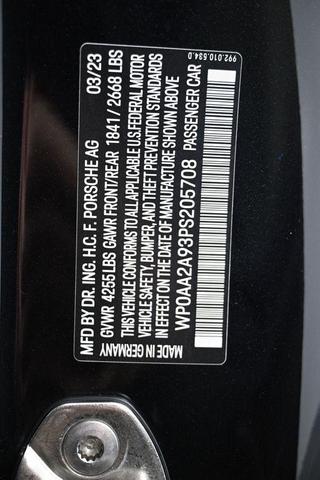 MFD BY DR. ING. H.C. F. PORSCHE AG 03/23
GVWR 4255 LBS GAWR FRONT/REAR 1841/2668 LBS
THIS VEHICLE CONFORMS TO ALL APPLICABLE U.S.FEDERAL MOTOR
VEHICLE SAFETY, BUMPER, AND THEFT PREVENTION STANDARDS
IN EFFECT ON THE DATE OF MANUFACTURE SHOWN ABOVE
WP0AA2A93PS205708 PASSENGER CAR
MADE IN GERMANY
992.010.534.0